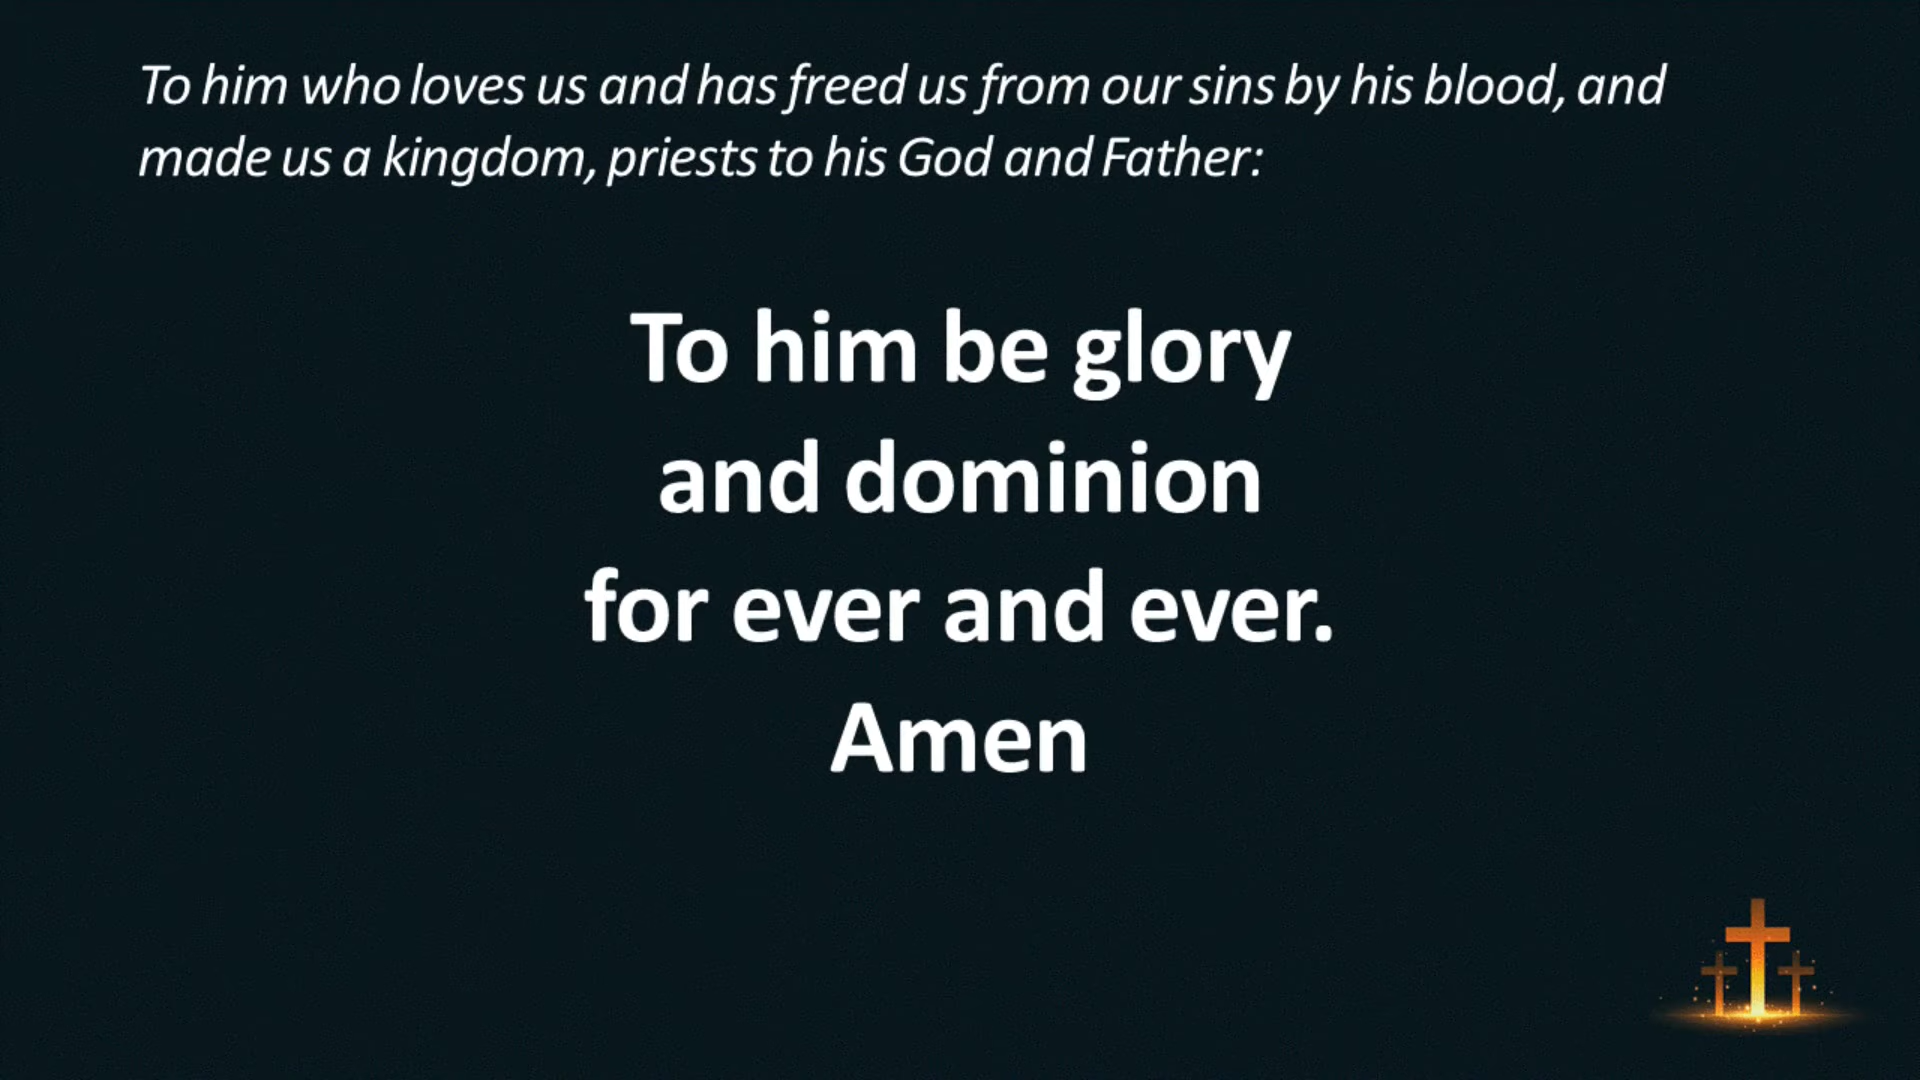 To him who loves us and has freed us from our sins by his blood, and
made us a kingdom, priests to his God and Father:
To him be glory
and dominion
for ever and ever.
Amen